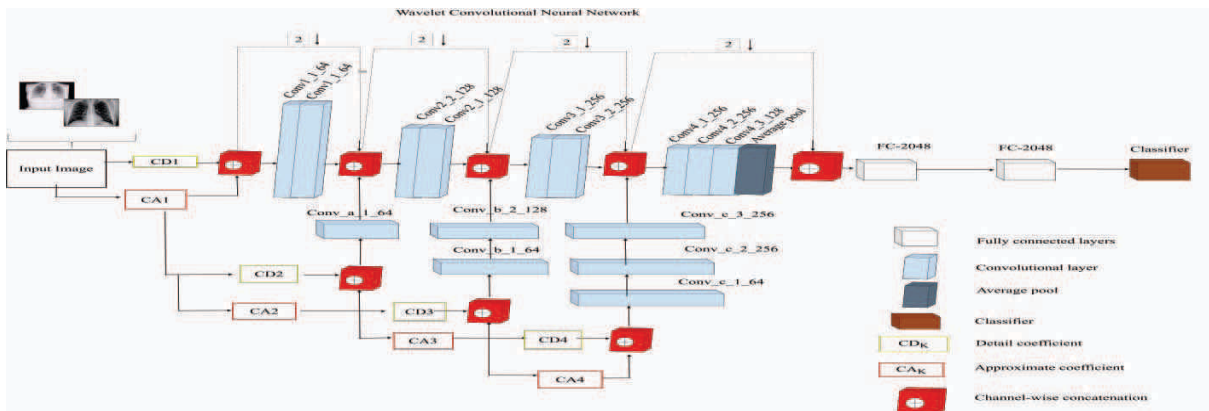 Wavelet Convolutional Neural Network
2
2
2
2
Conv1_1_64
Conv1_1_64
Conv2_2_128
Conv2_1_128
Conv3_1_256
Conv3_2_256
Conv4_1_256
Conv4_2_256
Conv4_3_128
Average pool
Input Image
CD1
CA1
FC-2048
FC-2048
Classifier
Conv_a_1_64
Conv_b_2_128
Conv_c_3_256
Conv_b_1_64
Conv_c_2_256
Conv_c_1_64
CD2
CA2
CD3
CA3
CD4
CA4
Fully connected layers
Convolutional layer
Average pool
Classifier
CDK
Detail coefficient
CAK
Approximate coefficient
Channel-wise concatenation